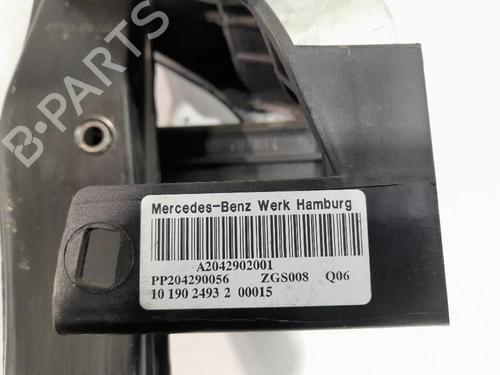 B-PARTS
Mercedes-Benz Werk Hamburg
A2042902001
PP204290056 ZGS008 Q06
10 190 2493 2 00015